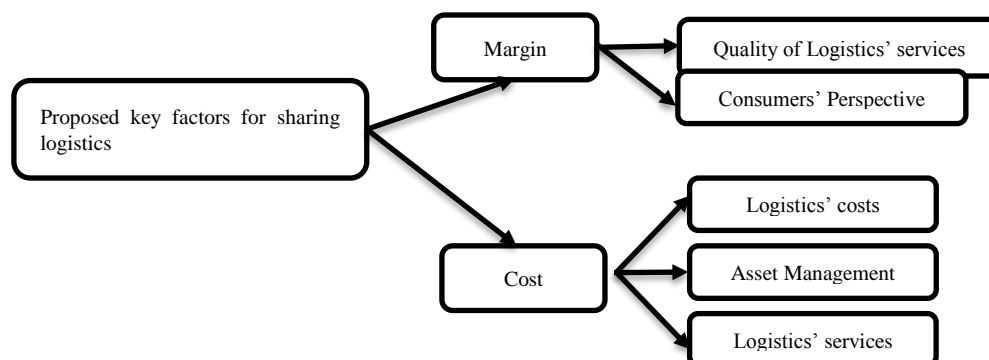 Margin
Quality of Logistics’ services
Consumers’ Perspective
Proposed key factors for sharing
logistics
Logistics’ costs
Cost
Asset Management
Logistics’ services